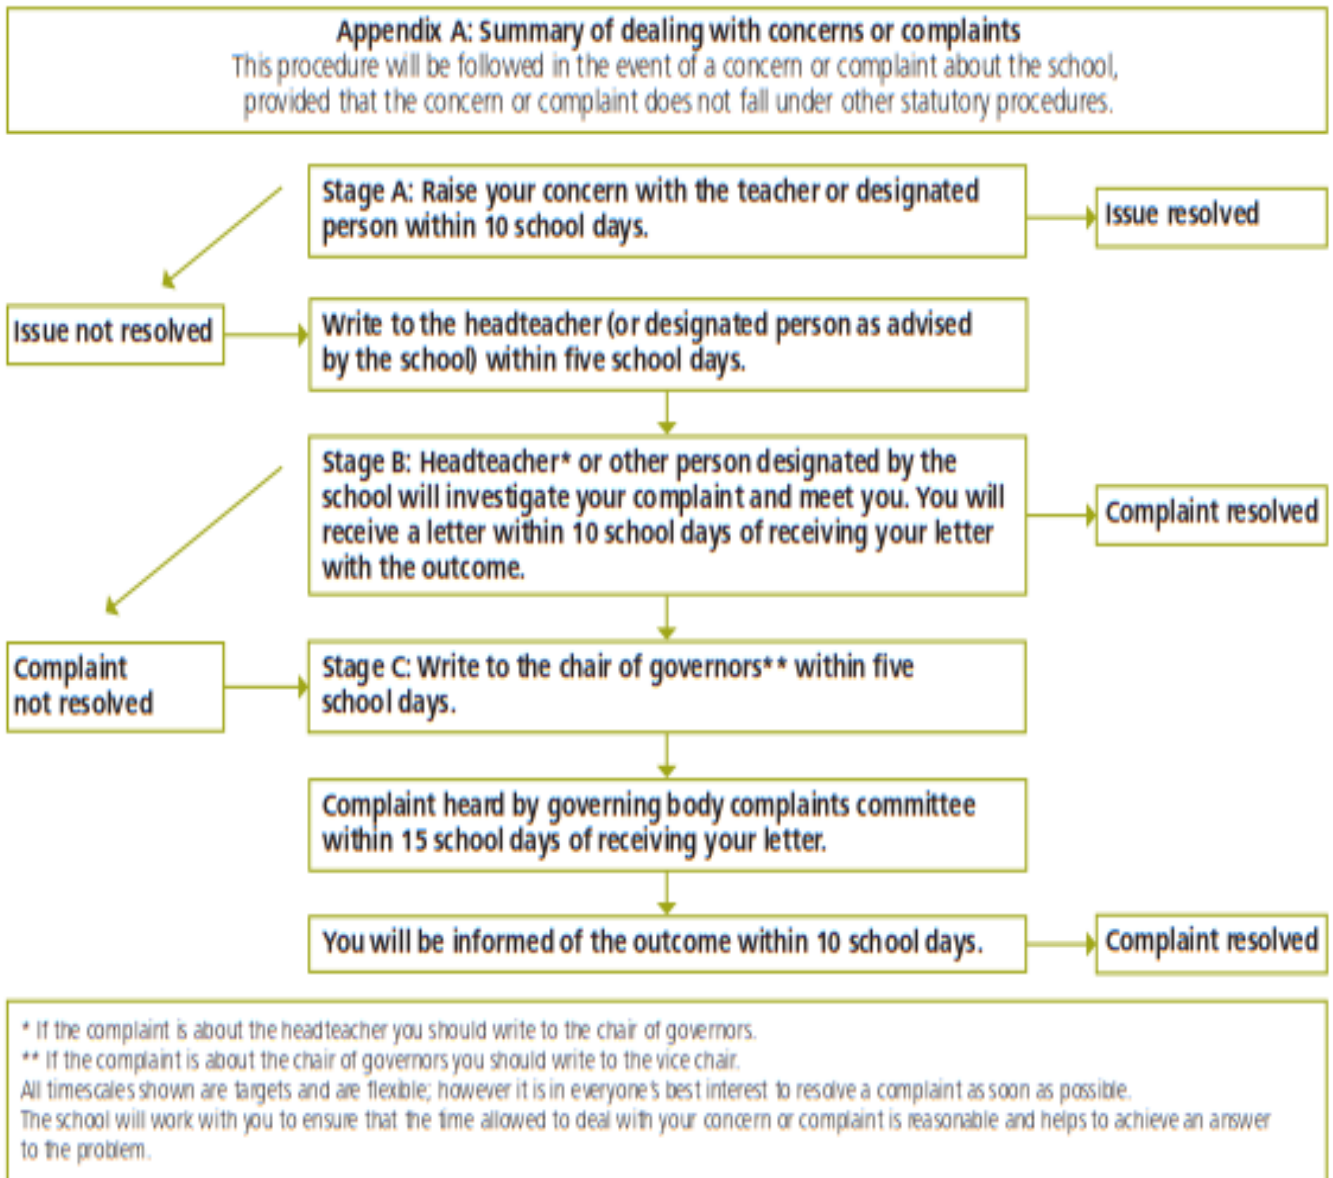 Appendix A: Summary of dealing with concerns or complaints
This procedure will be followed in the event of a concern or complaint about the school,
provided that the concern or complaint does not fall under other statutory procedures.
Stage A: Raise your concern with the teacher or designated
person within 10 school days.
Issue resolved
Issue not resolved
Write to the headteacher (or designated person as advised
by the school) within five school days.
Stage B: Headteacher* or other person designated by the
school will investigate your complaint and meet you. You will
receive a letter within 10 school days of receiving your letter
with the outcome.
Complaint resolved
Complaint
not resolved
Stage C: Write to the chair of governors** within five
school days.
Complaint heard by governing body complaints committee
within 15 school days of receiving your letter.
You will be informed of the outcome within 10 school days.
Complaint resolved
* If the complaint is about the headteacher you should write to the chair of governors.
** If the complaint is about the chair of governors you should write to the vice chair.
All timescales shown are targets and are flexible; however it is in everyone's best interest to resolve a complaint as soon as possible.
The school will work with you to ensure that the time allowed to deal with your concern or complaint is reasonable and helps to achieve an answer
to the problem.